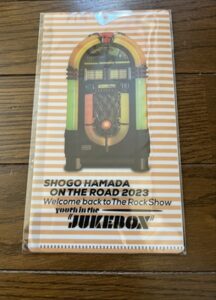 SHOGO HAMADA
ON THE ROAD 2023
Welcome back to The Rock Show
youth in the
"JUKEBOX"